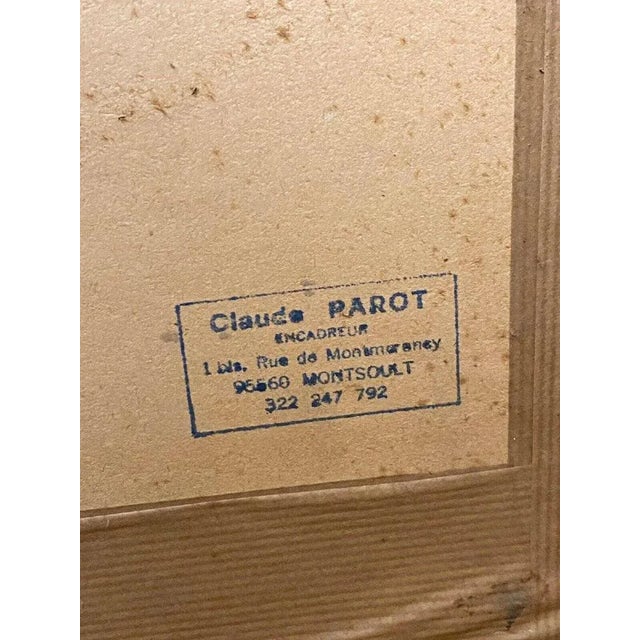 Claude PAROT
ENCADREUR
1 bis, Rue de Montmorency
95560 MONTSOULT
322 247 792